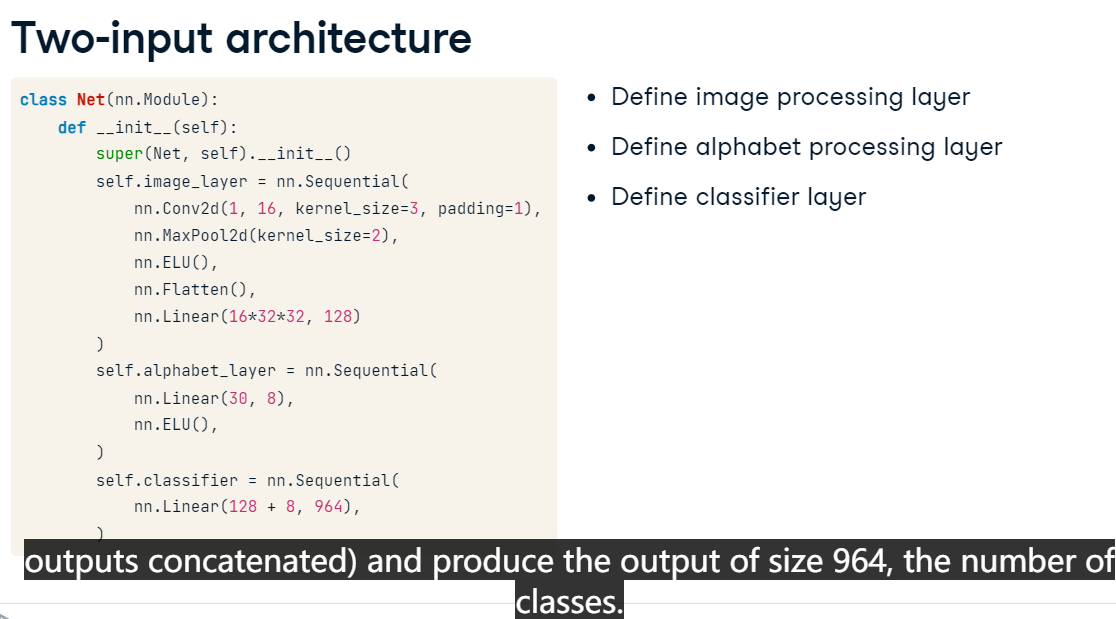 Two-input architecture
class Net(nn.Module):
    def __init__(self):
        super(Net, self).__init__()
        self.image_layer = nn.Sequential(
            nn.Conv2d(1, 16, kernel_size=3, padding=1),
            nn.MaxPool2d(kernel_size=2),
            nn.ELU(),
            nn.Flatten(),
            nn.Linear(16*32*32, 128)
        )
        self.alphabet_layer = nn.Sequential(
            nn.Linear(30, 8),
            nn.ELU(),
        )
        self.classifier = nn.Sequential(
            nn.Linear(128 + 8, 964),
        )
• Define image processing layer
• Define alphabet processing layer
• Define classifier layer
outputs concatenated) and produce the output of size 964, the number of
classes.